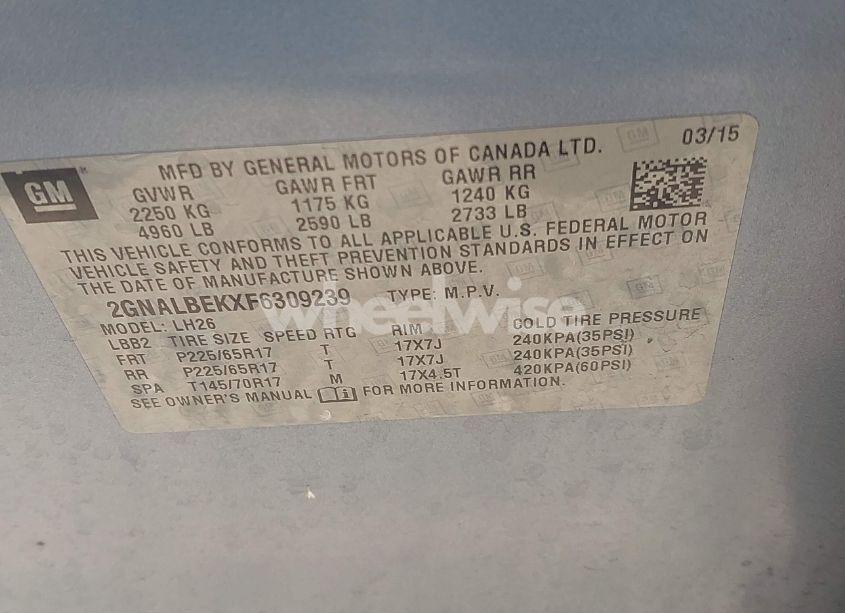 MFD BY GENERAL MOTORS OF CANADA LTD. 03/15
GM
GVWR GAWR FRT GAWR RR
2250 KG 1175 KG 1240 KG
4960 LB 2590 LB 2733 LB
THIS VEHICLE CONFORMS TO ALL APPLICABLE U.S. FEDERAL MOTOR
VEHICLE SAFETY AND THEFT PREVENTION STANDARDS IN EFFECT ON
THE DATE OF MANUFACTURE SHOWN ABOVE.
2GNALBEKXF6309239 TYPE: M.P.V.
wheelwise
MODEL: LH26
LBB2 TIRE SIZE SPEED RTG RIM COLD TIRE PRESSURE
FRT P225/65R17 T 17X7J 240KPA(35PSI)
RR P225/65R17 T 17X7J 240KPA(35PSI)
SPA T145/70R17 M 17X4.5T 420KPA(60PSI)
SEE OWNER'S MANUAL FOR MORE INFORMATION.